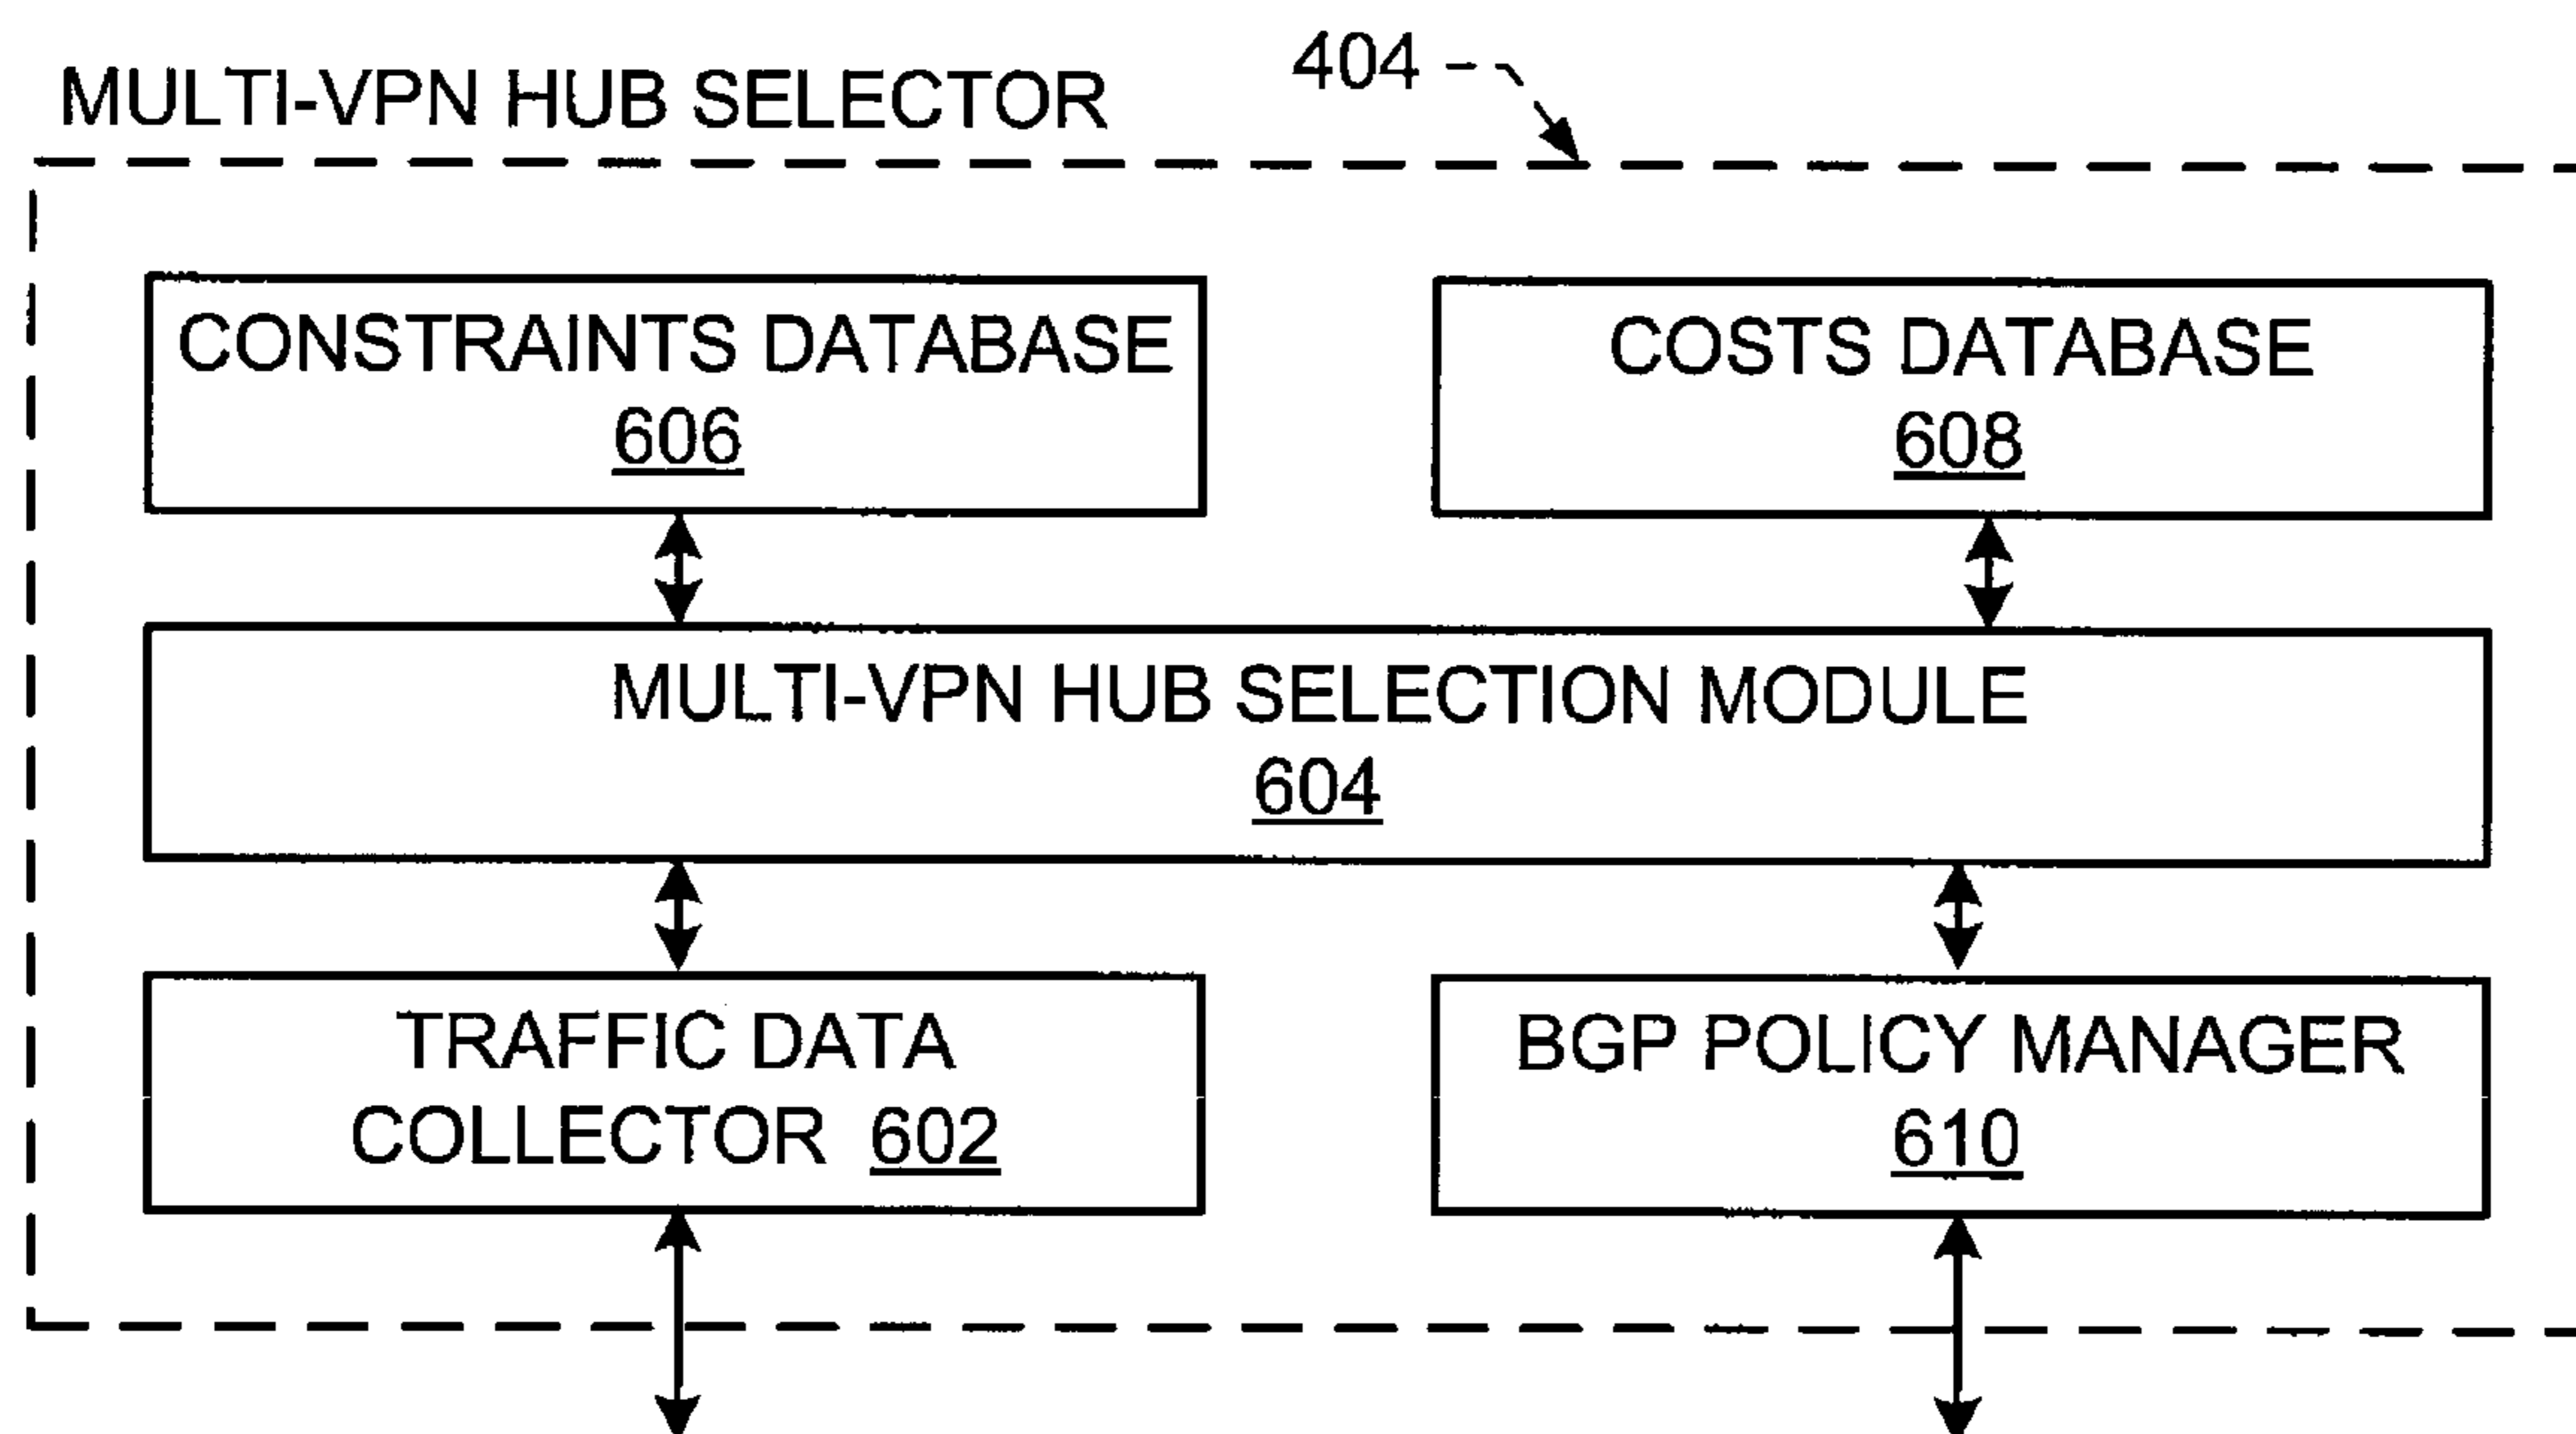 404
MULTI-VPN HUB SELECTOR
CONSTRAINTS DATABASE
606
COSTS DATABASE
608
MULTI-VPN HUB SELECTION MODULE
604
TRAFFIC DATA
COLLECTOR 602
BGP POLICY MANAGER
610